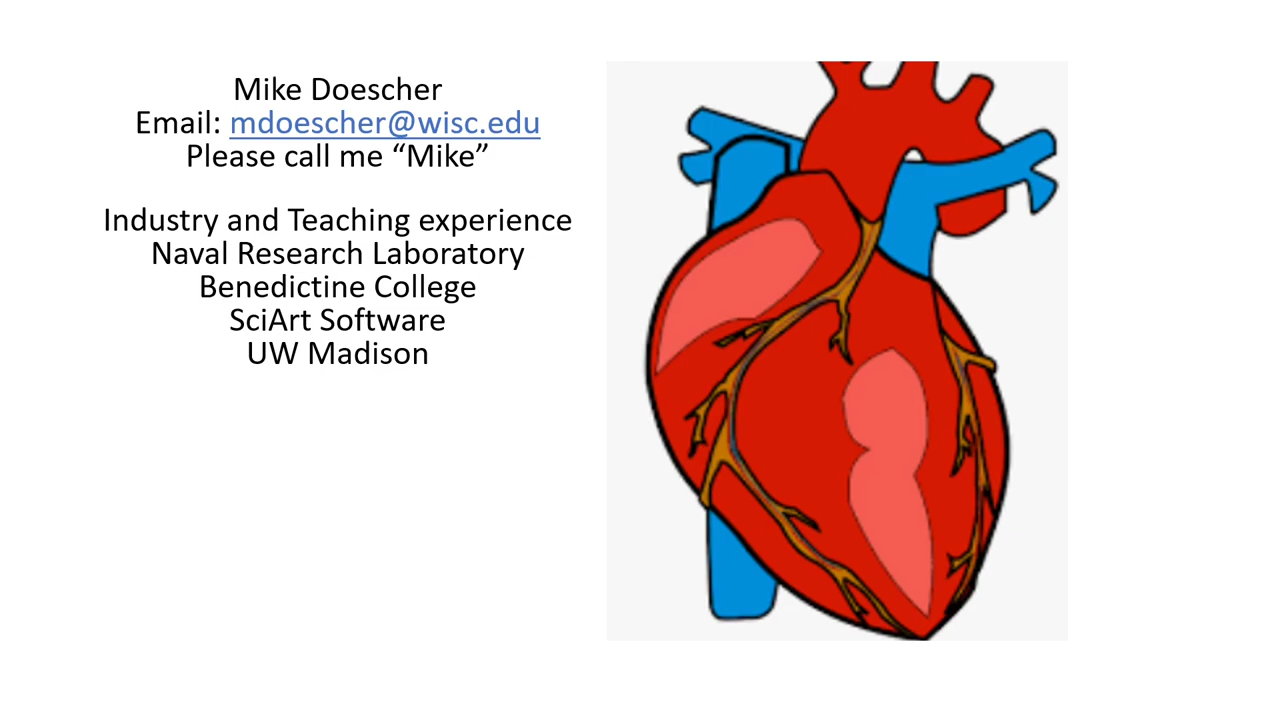 Mike Doescher
Email: mdoescher@wisc.edu
Please call me “Mike”
Industry and Teaching experience
Naval Research Laboratory
Benedictine College
SciArt Software
UW Madison